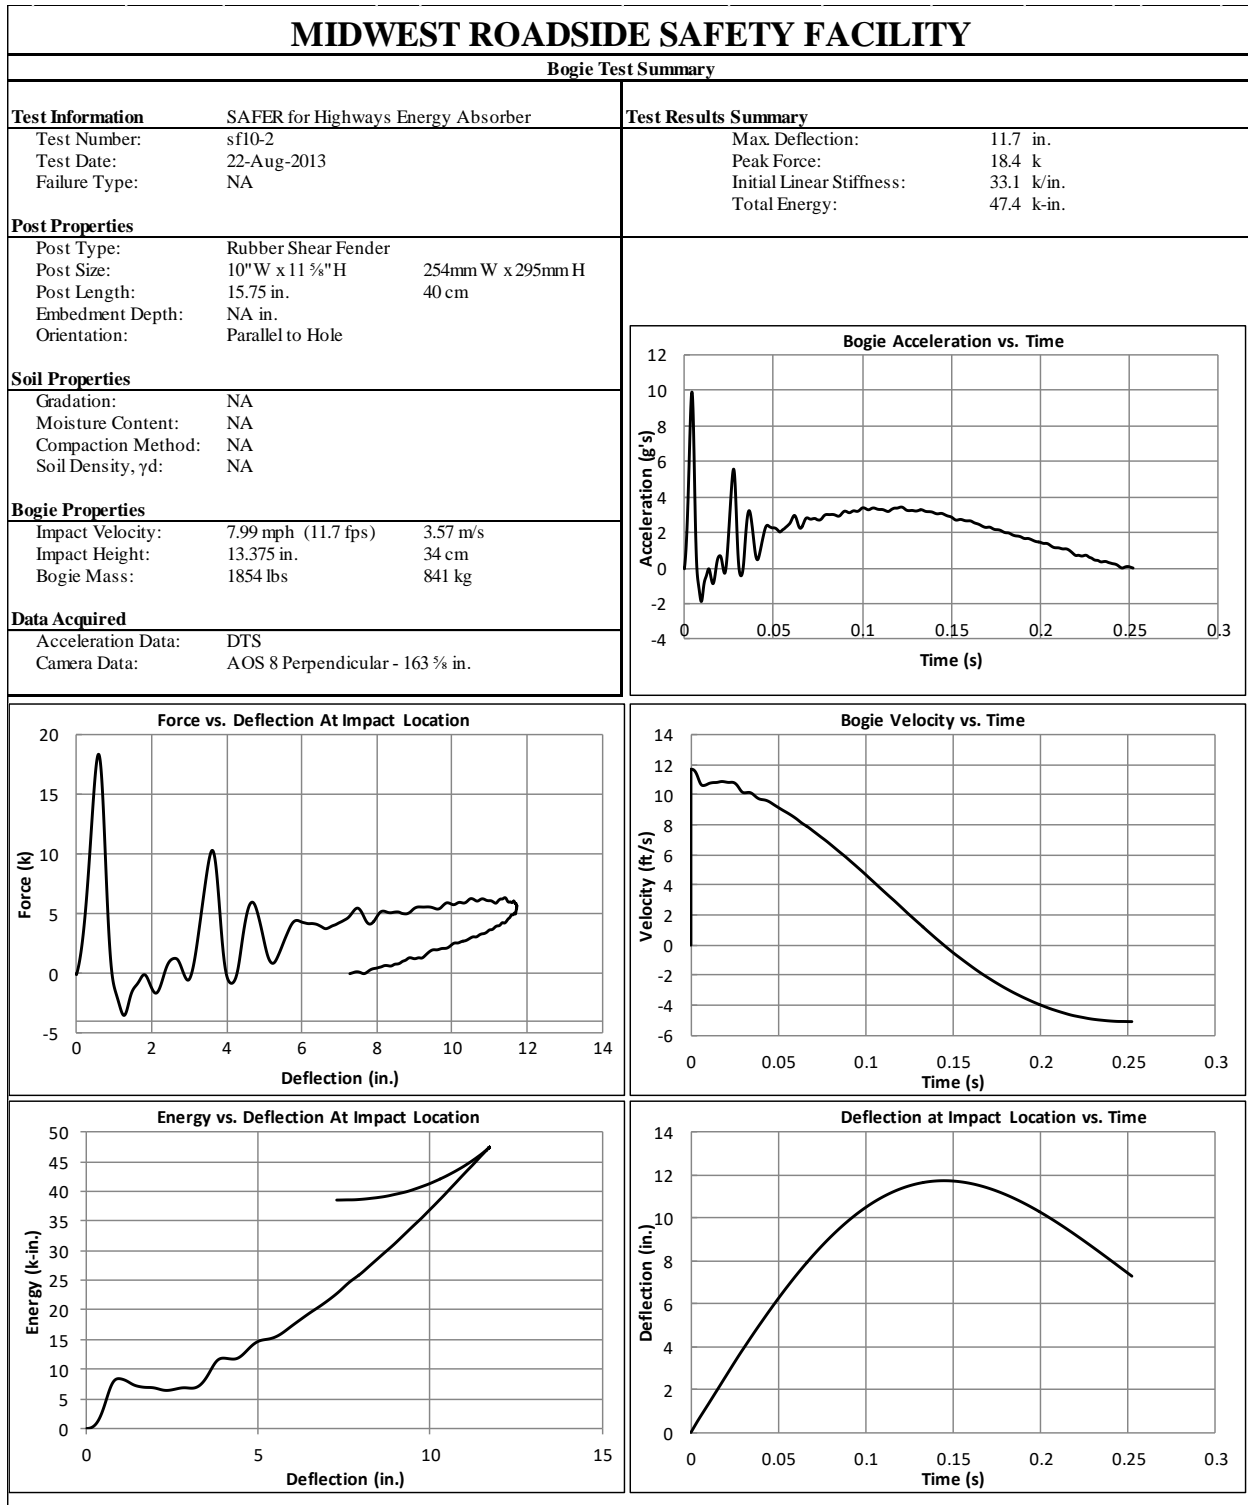 MIDWEST ROADSIDE SAFETY FACILITY
Bogie Test Summary
Test Information SAFER for Highways Energy Absorber
Test Number: sf10-2
Test Date: 22-Aug-2013
Failure Type: NA
Post Properties
Post Type: Rubber Shear Fender
Post Size: 10"W x 11 ⅝"H 254mm W x 295mm H
Post Length: 15.75 in. 40 cm
Embedment Depth: NA in.
Orientation: Parallel to Hole
Soil Properties
Gradation: NA
Moisture Content: NA
Compaction Method: NA
Soil Density, γd: NA
Bogie Properties
Impact Velocity: 7.99 mph (11.7 fps) 3.57 m/s
Impact Height: 13.375 in. 34 cm
Bogie Mass: 1854 lbs 841 kg
Data Acquired
Acceleration Data: DTS
Camera Data: AOS 8 Perpendicular - 163 ⅝ in.
Test Results Summary
Max. Deflection: 11.7 in.
Peak Force: 18.4 k
Initial Linear Stiffness: 33.1 k/in.
Total Energy: 47.4 k-in.
Bogie Acceleration vs. Time
Acceleration (g's)
12
10
8
6
4
2
0
-2
-4
0 0.05 0.1 0.15 0.2 0.25 0.3
Time (s)
Force vs. Deflection At Impact Location
Force (k)
20
15
10
5
0
-5
0 2 4 6 8 10 12 14
Deflection (in.)
Bogie Velocity vs. Time
Velocity (ft/s)
14
12
10
8
6
4
2
0
-2
-4
-6
0 0.05 0.1 0.15 0.2 0.25 0.3
Time (s)
Energy vs. Deflection At Impact Location
Energy (k-in.)
50
45
40
35
30
25
20
15
10
5
0
0 5 10 15
Deflection (in.)
Deflection at Impact Location vs. Time
Deflection (in.)
14
12
10
8
6
4
2
0
0 0.05 0.1 0.15 0.2 0.25 0.3
Time (s)